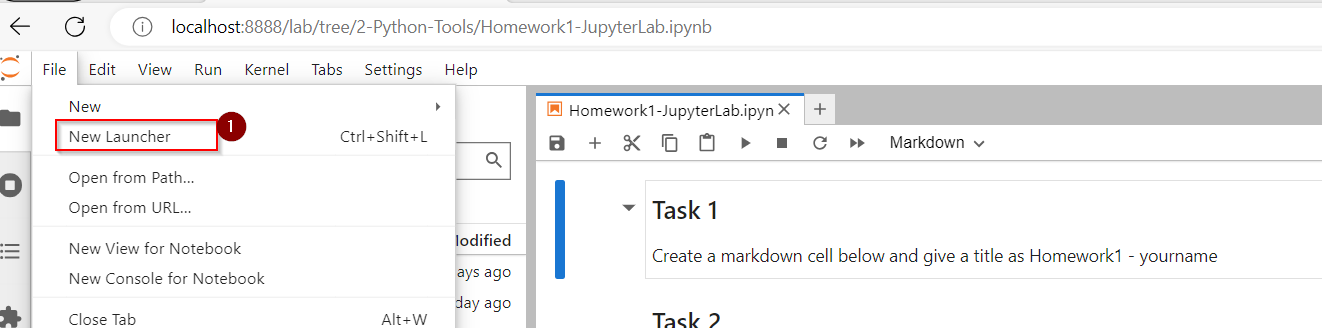 localhost:8888/lab/tree/2-Python-Tools/Homework1-JupyterLab.ipynb
File Edit View Run Kernel Tabs Settings Help
New
New Launcher Ctrl+Shift+L
1
Open from Path...
Open from URL...
New View for Notebook
New Console for Notebook
Close Tab Alt+W
odified
ays ago
day ago
Homework1-JupyterLab.ipyn
Markdown
Task 1
Create a markdown cell below and give a title as Homework1 - yourname
Task 2